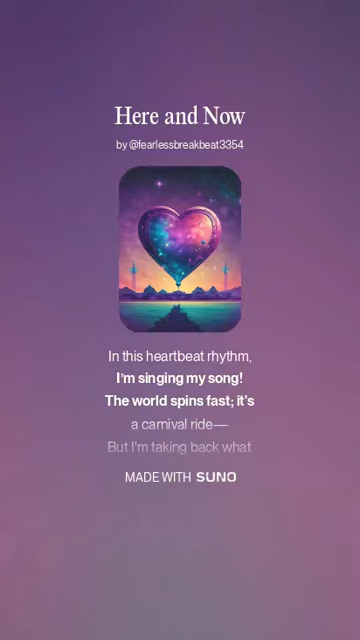 Here and Now
by @fearlessbreakbeat3354
In this heartbeat rhythm,
I'm singing my song!
The world spins fast; it's
a carnival ride—
But I'm taking back what
MADE WITH SUNO